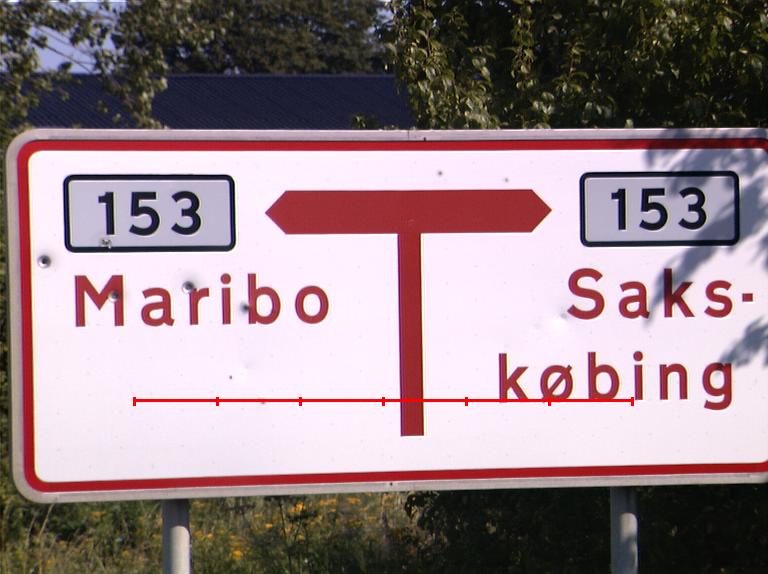 153
Maribo
153
Saks-
købing